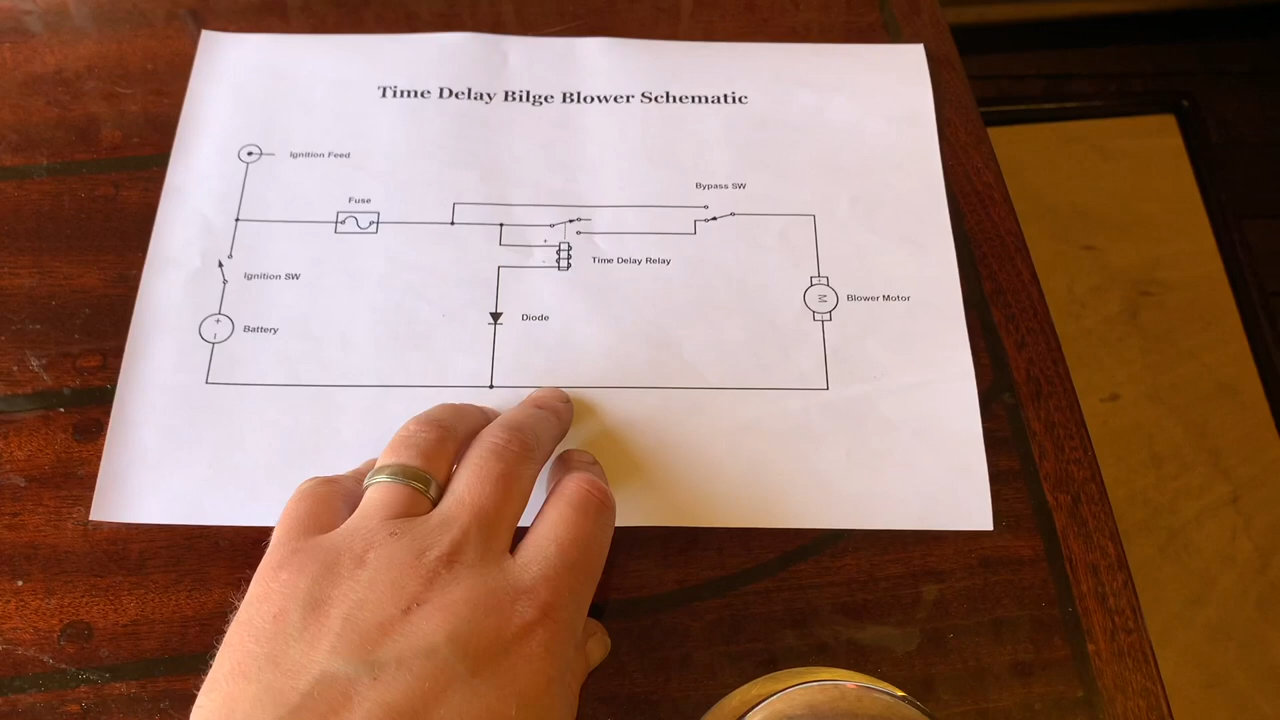 Time Delay Bilge Blower Schematic
Ignition Feed
Bypass SW
Fuse
+
-
Time Delay Relay
Ignition SW
+
M
-
Blower Motor
Diode
+
-
Battery